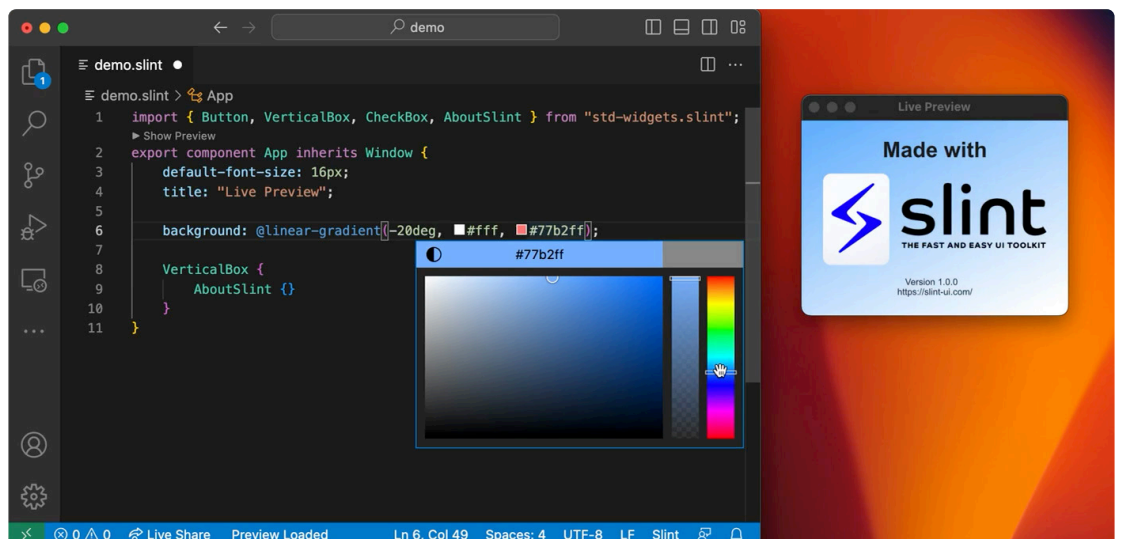 demo
demo.slint
demo.slint > App
1 import { Button, VerticalBox, CheckBox, AboutSlint } from "std-widgets.slint";
Show Preview
2 export component App inherits Window {
3 default-font-size: 16px;
4 title: "Live Preview";
5
6 background: @linear-gradient(-20deg, #fff, #77b2ff);
7
8 VerticalBox {
9 AboutSlint {}
10 }
11 }
#77b2ff
1
0 0 Live Share Preview Loaded Ln 6, Col 49 Spaces: 4 UTF-8 LF Slint
Live Preview
Made with
slint
THE FAST AND EASY UI TOOLKIT
Version 1.0.0
https://slint-ui.com/